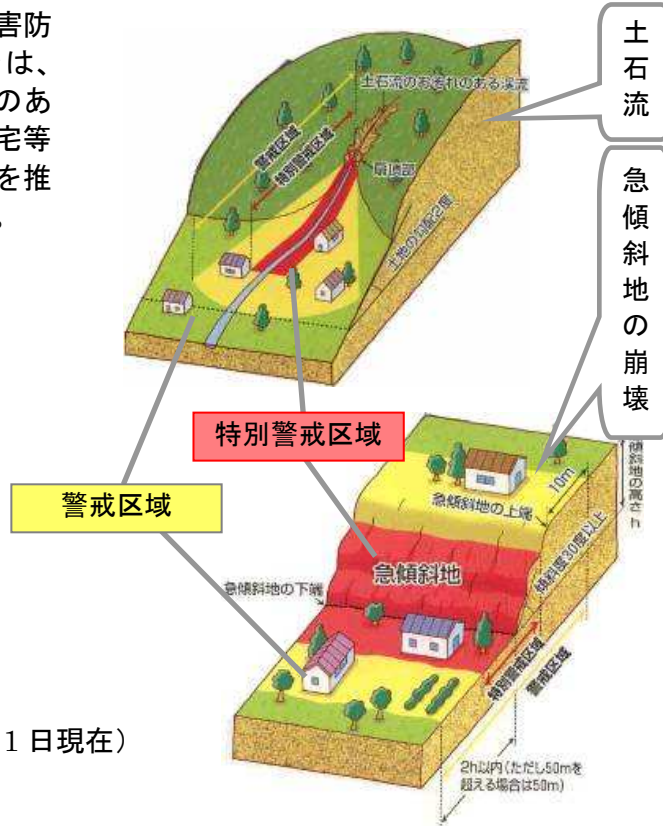 害防
は、
のあ
宅等
を推
。
土石流
土石流のおそれのある渓流
警戒区域
特別警戒区域
扇頂部
土地の勾配2度
急傾斜地の崩壊
特別警戒区域
警戒区域
傾斜地の高さh
10m
急傾斜地の上端
傾斜度30度以上
急傾斜地
急傾斜地の下端
特別警戒区域
警戒区域
1日現在）
2h以内(ただし50mを
超える場合は50m)